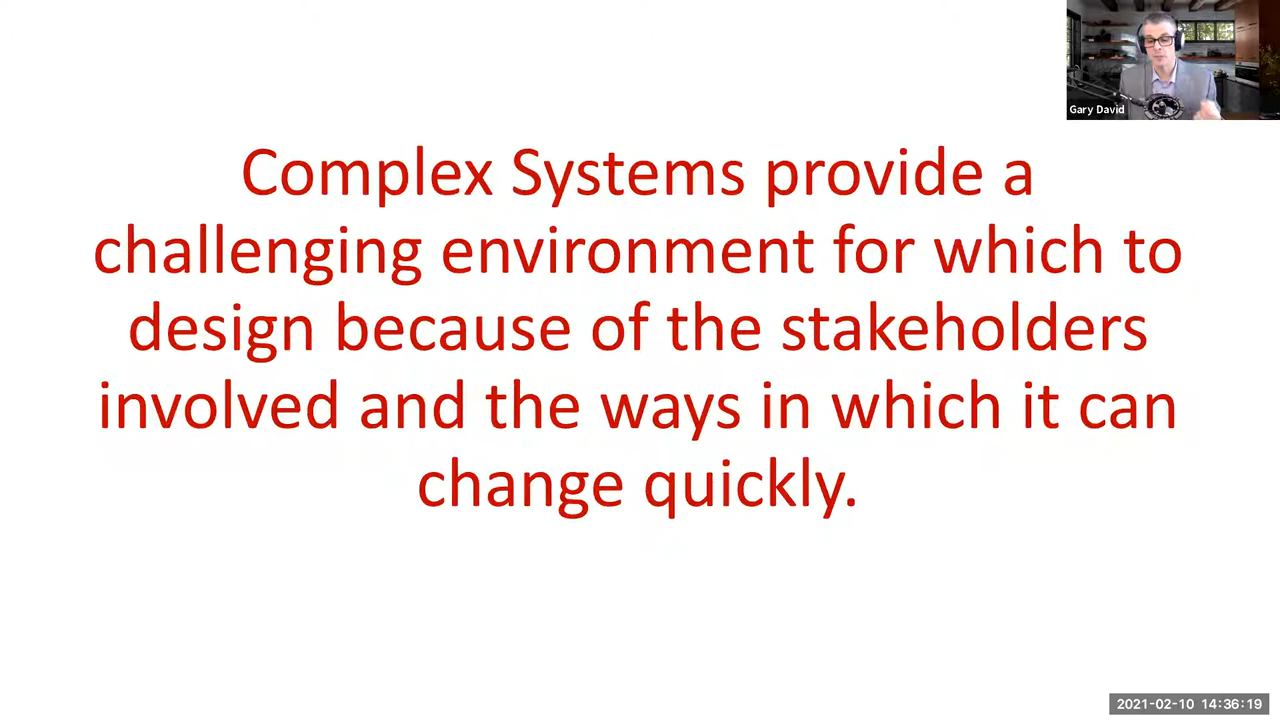 Gary David
Complex Systems provide a
challenging environment for which to
design because of the stakeholders
involved and the ways in which it can
change quickly.
2021-02-10 14:36:19